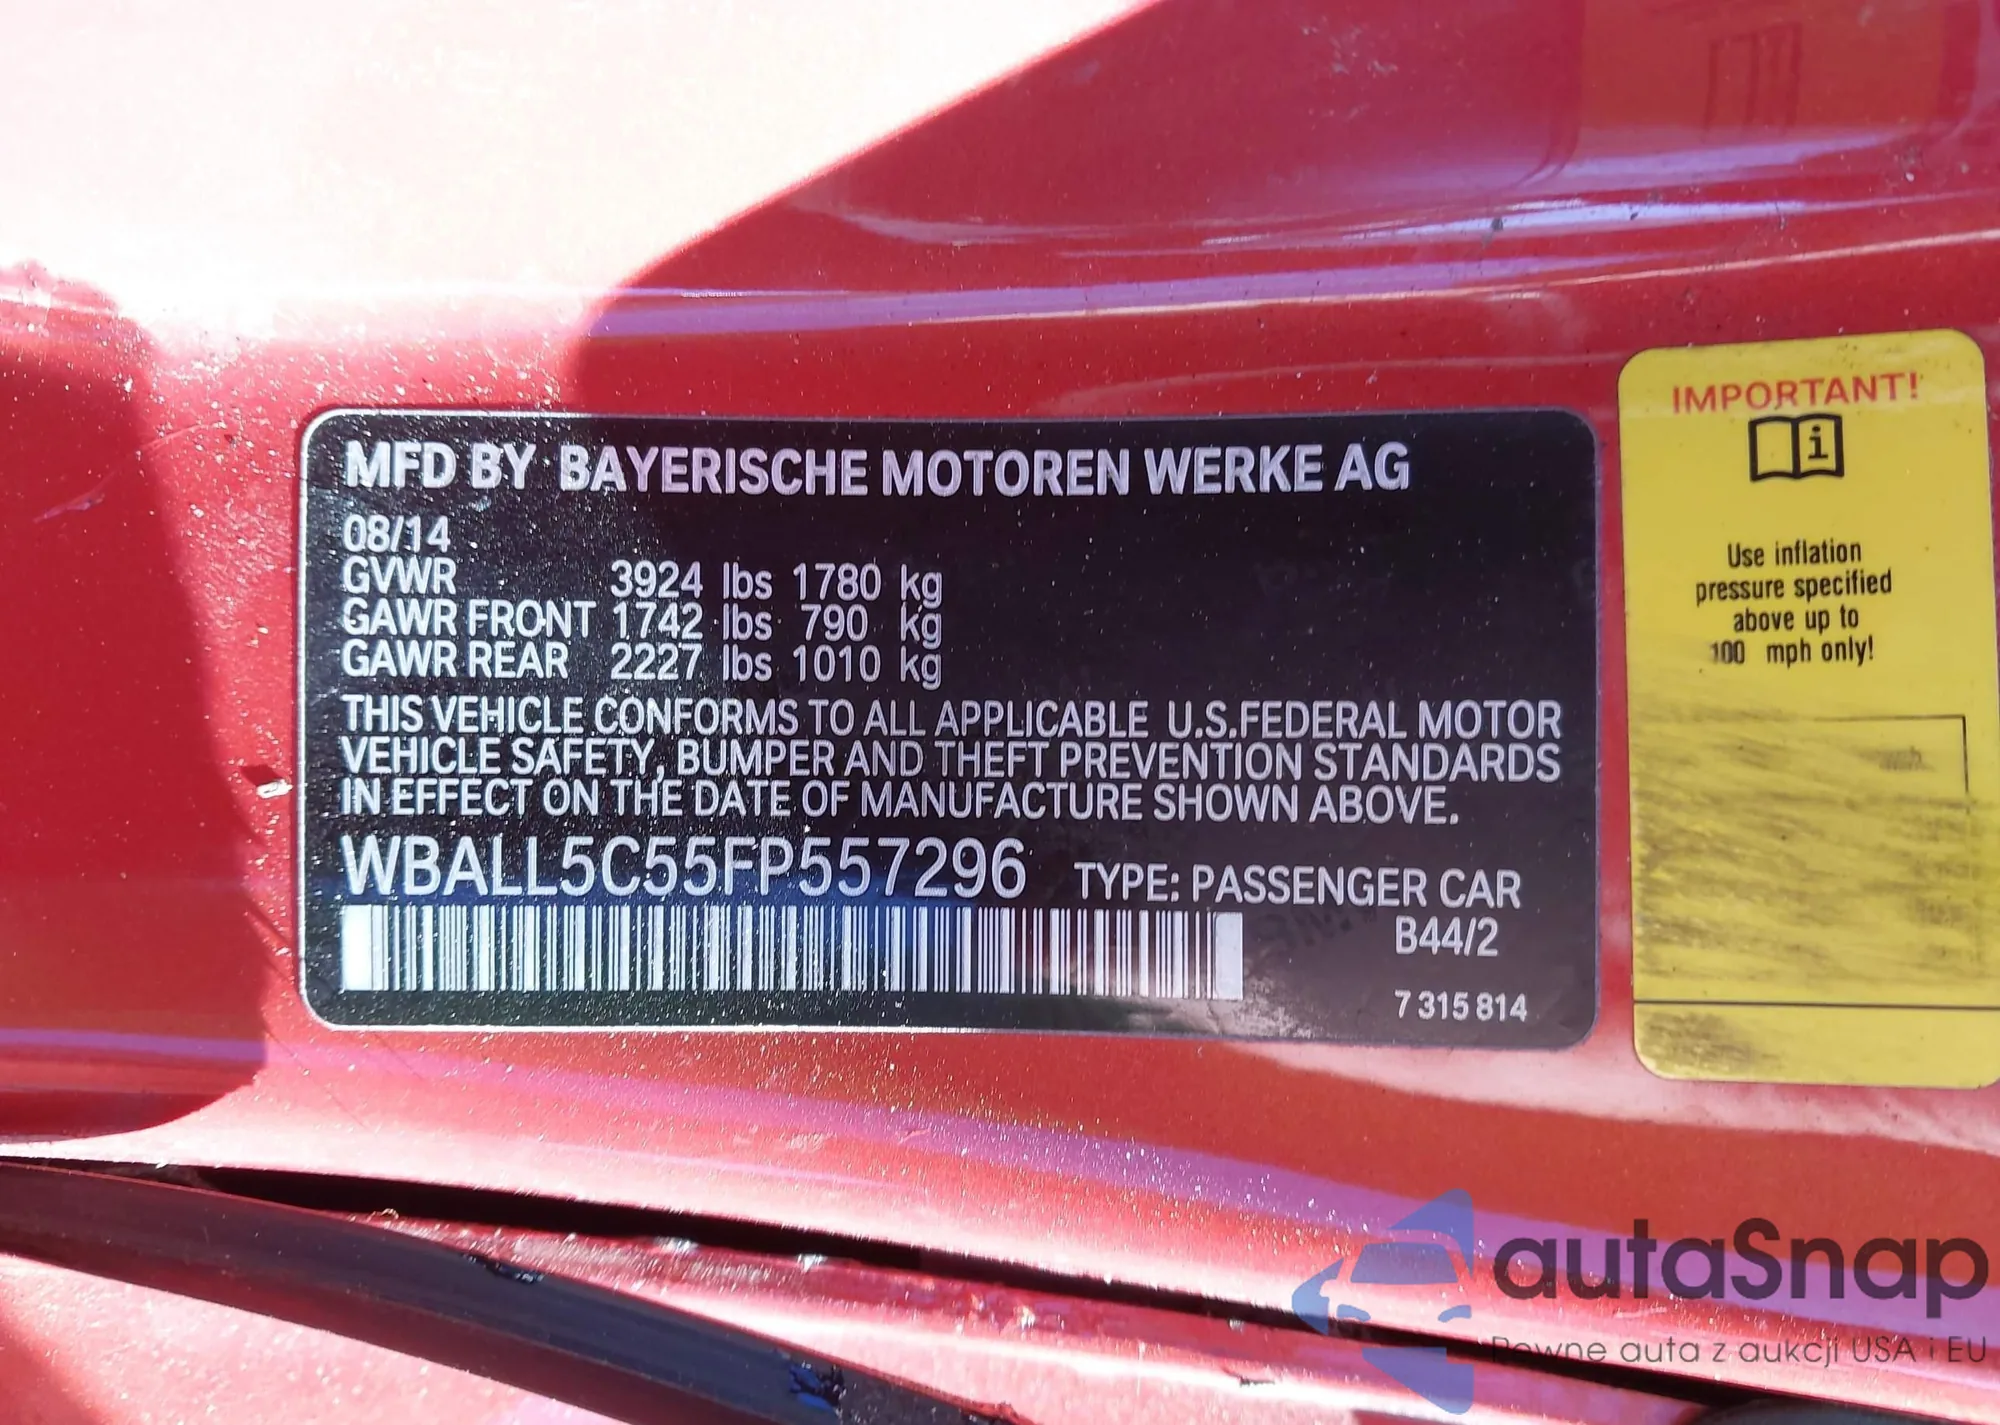 MFD BY BAYERISCHE MOTOREN WERKE AG
08/14
GVWR 3924 lbs 1780 kg
GAWR FRONT 1742 lbs 790 kg
GAWR REAR 2227 lbs 1010 kg
THIS VEHICLE CONFORMS TO ALL APPLICABLE U.S.FEDERAL MOTOR
VEHICLE SAFETY, BUMPER AND THEFT PREVENTION STANDARDS
IN EFFECT ON THE DATE OF MANUFACTURE SHOWN ABOVE.
WBALL5C55FP557296 TYPE: PASSENGER CAR
B44/2
7 315 814
IMPORTANT!
i
Use inflation
pressure specified
above up to
100 mph only!
autaSnap
Pewne auta z aukcji USA i EU